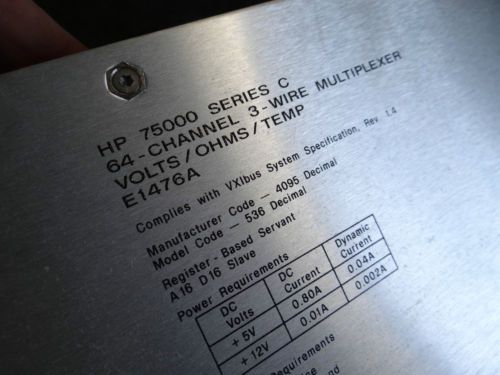 HP 75000 SERIES C
64-CHANNEL 3-WIRE MULTIPLEXER
VOLTS/OHMS/TEMP
E1476A
Complies with VXIbus System Specification, Rev. 1.4
Manufacturer Code - 4095 Decimal
Model Code - 536 Decimal
Register-Based Servant
A16 D16 Slave
Power Requirements
DC Volts DC Current Dynamic Current
+5V 0.80A 0.04A
+12V 0.01A 0.002A
Requirements
and